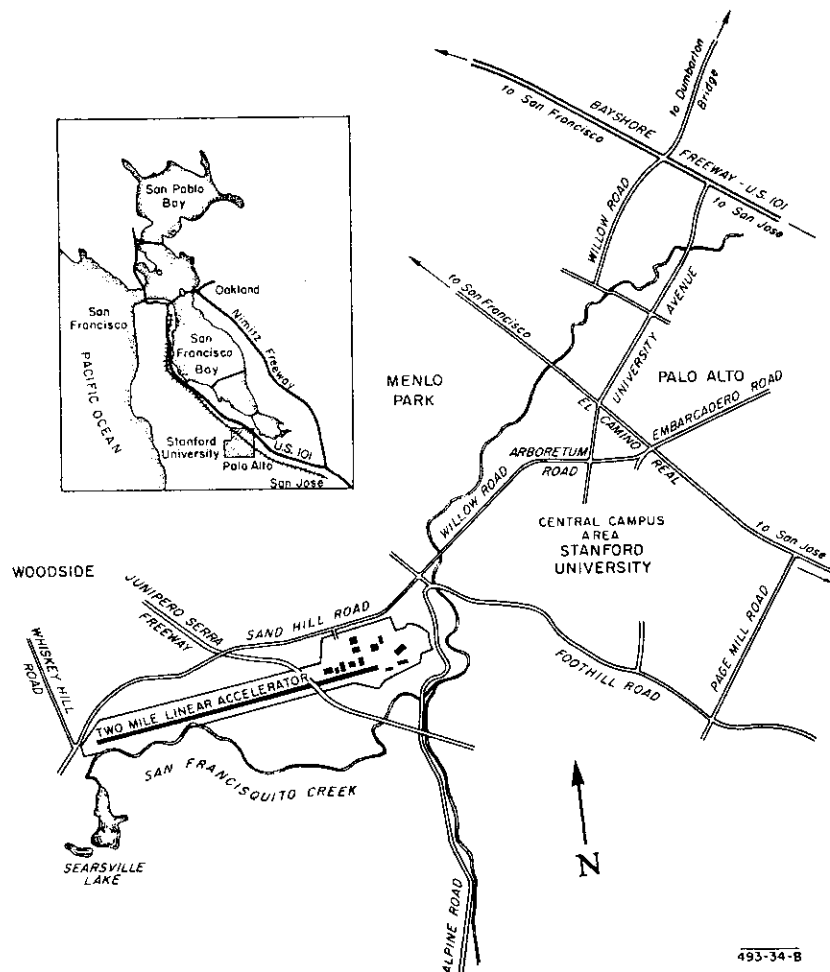 to Dumbarton
Bridge
to San Francisco
BAYSHORE
FREEWAY - U.S. 101
to San Jose
WILLOW ROAD
San Pablo
Bay
Oakland
San
Francisco
Nimitz Freeway
San
Francisco
Bay
PACIFIC OCEAN
Stanford
University
U.S. 101
Palo Alto
San Jose
to San Francisco
UNIVERSITY AVENUE
MENLO
PARK
PALO ALTO
EL CAMINO REAL
EMBARCADERO ROAD
ARBORETUM
ROAD
WILLOW ROAD
CENTRAL CAMPUS
AREA
STANFORD
UNIVERSITY
to San Jose
WOODSIDE
JUNIPERO SERRA
FREEWAY
SAND HILL ROAD
WHISKEY HILL
ROAD
FOOTHILL ROAD
PAGE MILL ROAD
TWO MILE LINEAR ACCELERATOR
SAN FRANCISQUITO CREEK
SEARSVILLE
LAKE
N
ALPINE ROAD
493-34-B